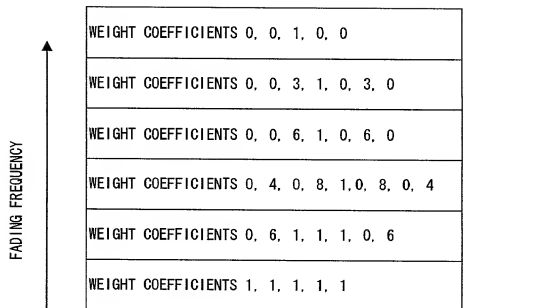 WEIGHT COEFFICIENTS 0, 0, 1, 0, 0
WEIGHT COEFFICIENTS 0, 0, 3, 1, 0, 3, 0
WEIGHT COEFFICIENTS 0, 0, 6, 1, 0, 6, 0
WEIGHT COEFFICIENTS 0, 4, 0, 8, 1,0, 8, 0, 4
WEIGHT COEFFICIENTS 0, 6, 1, 1, 1, 0, 6
WEIGHT COEFFICIENTS 1, 1, 1, 1, 1
FADING FREQUENCY